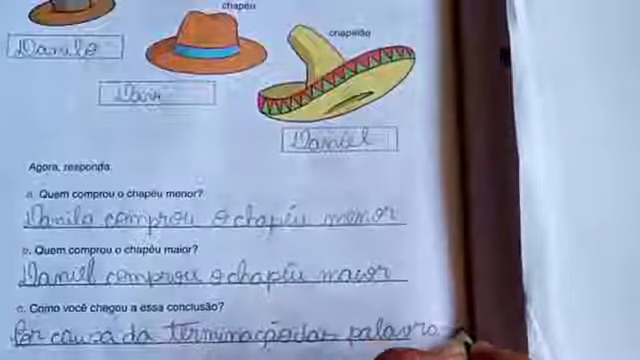 chapéu
chapelão
Danilo
Davi
Daniel
Agora, responda:
a. Quem comprou o chapéu menor?
Danilo comprou o chapéu menor
b. Quem comprou o chapéu maior?
Daniel comprou o chapéu maior
c. Como você chegou a essa conclusão?
Por causa da terminação das palavra